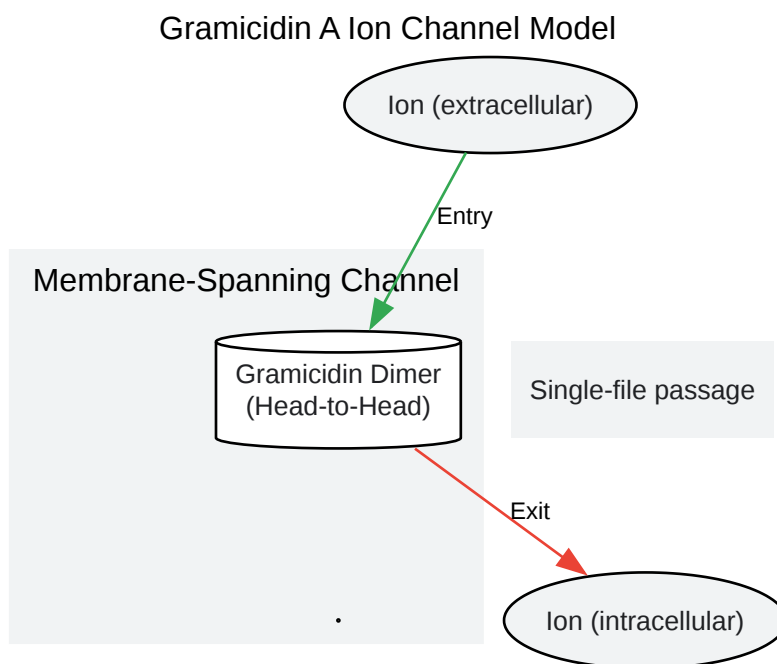 Gramicidin A Ion Channel Model
Ion (extracellular)
Entry
Membrane-Spanning Channel
Gramicidin Dimer
(Head-to-Head)
Single-file passage
Exit
Ion (intracellular)